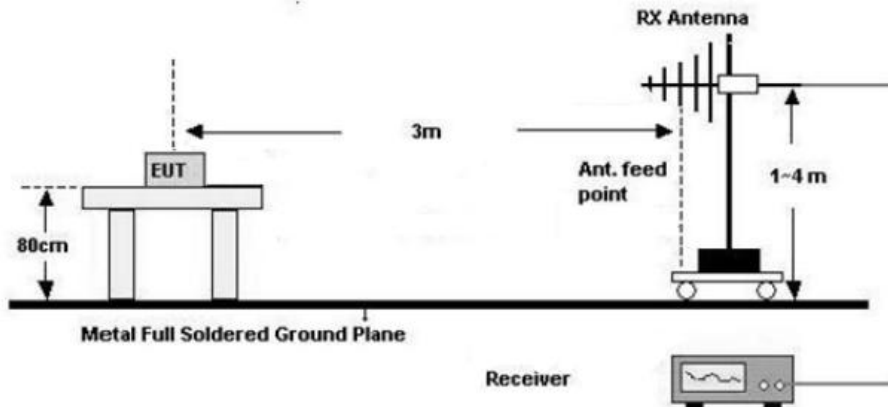 RX Antenna
3m
EUT
Ant. feed
point
1~4 m
80cm
Metal Full Soldered Ground Plane
Receiver